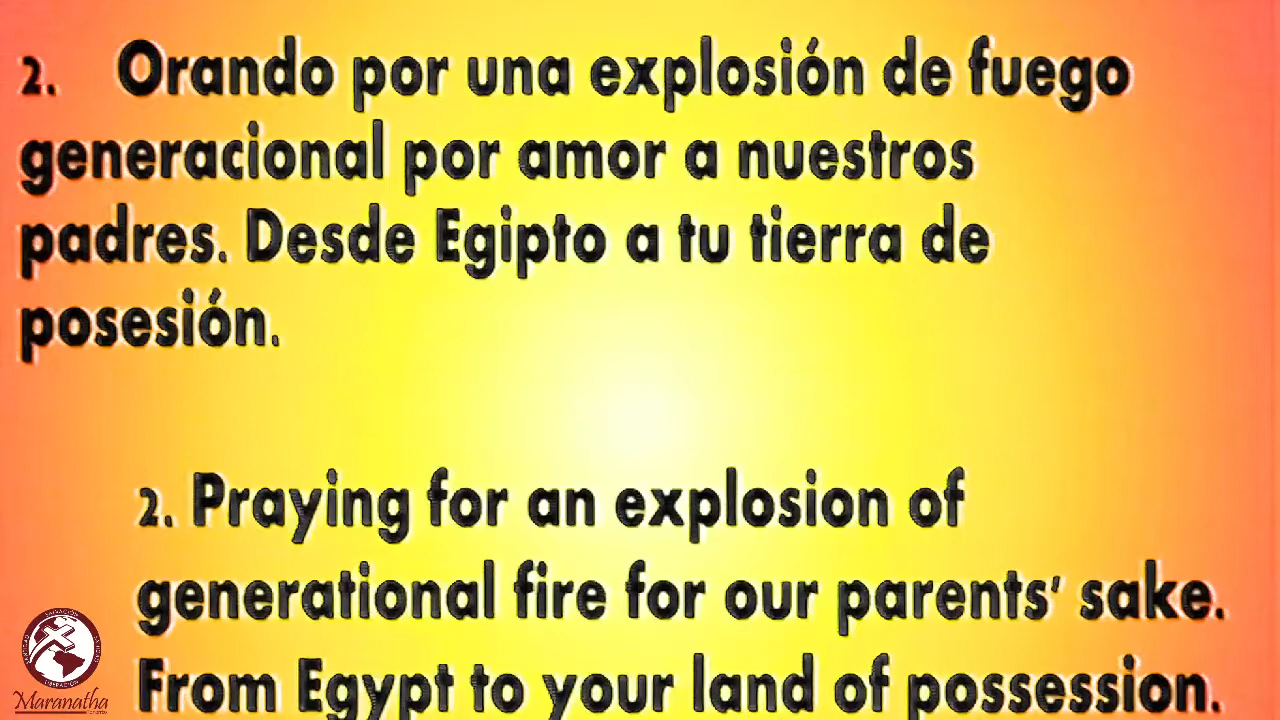 2. Orando por una explosión de fuego
generacional por amor a nuestros
padres. Desde Egipto a tu tierra de
posesión.
2. Praying for an explosion of
generational fire for our parents' sake.
From Egypt to your land of possession.
SALVACIÓN
LIBERACIÓN
Maranatha